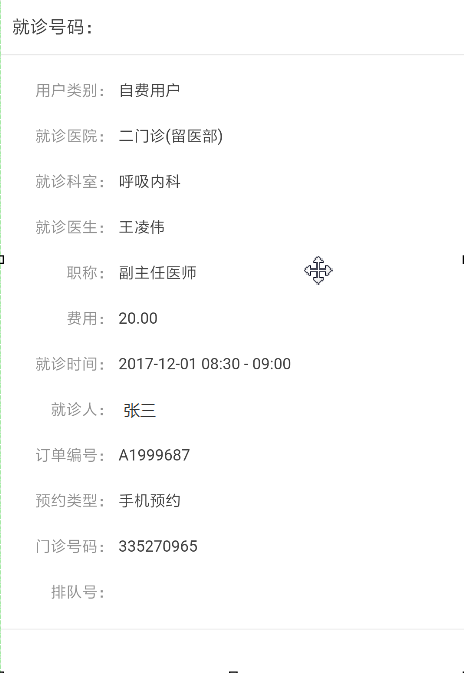 就诊号码：
用户类别： 自费用户
就诊医院： 二门诊(留医部)
就诊科室： 呼吸内科
就诊医生： 王凌伟
职称： 副主任医师
费用： 20.00
就诊时间： 2017-12-01 08:30 - 09:00
就诊人： 张三
订单编号： A1999687
预约类型： 手机预约
门诊号码： 335270965
排队号：